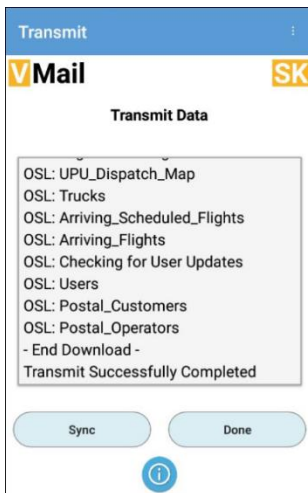 Transmit
VMail SK
Transmit Data
OSL: UPU_Dispatch_Map
OSL: Trucks
OSL: Arriving_Scheduled_Flights
OSL: Arriving_Flights
OSL: Checking for User Updates
OSL: Users
OSL: Postal_Customers
OSL: Postal_Operators
- End Download -
Transmit Successfully Completed
Sync Done